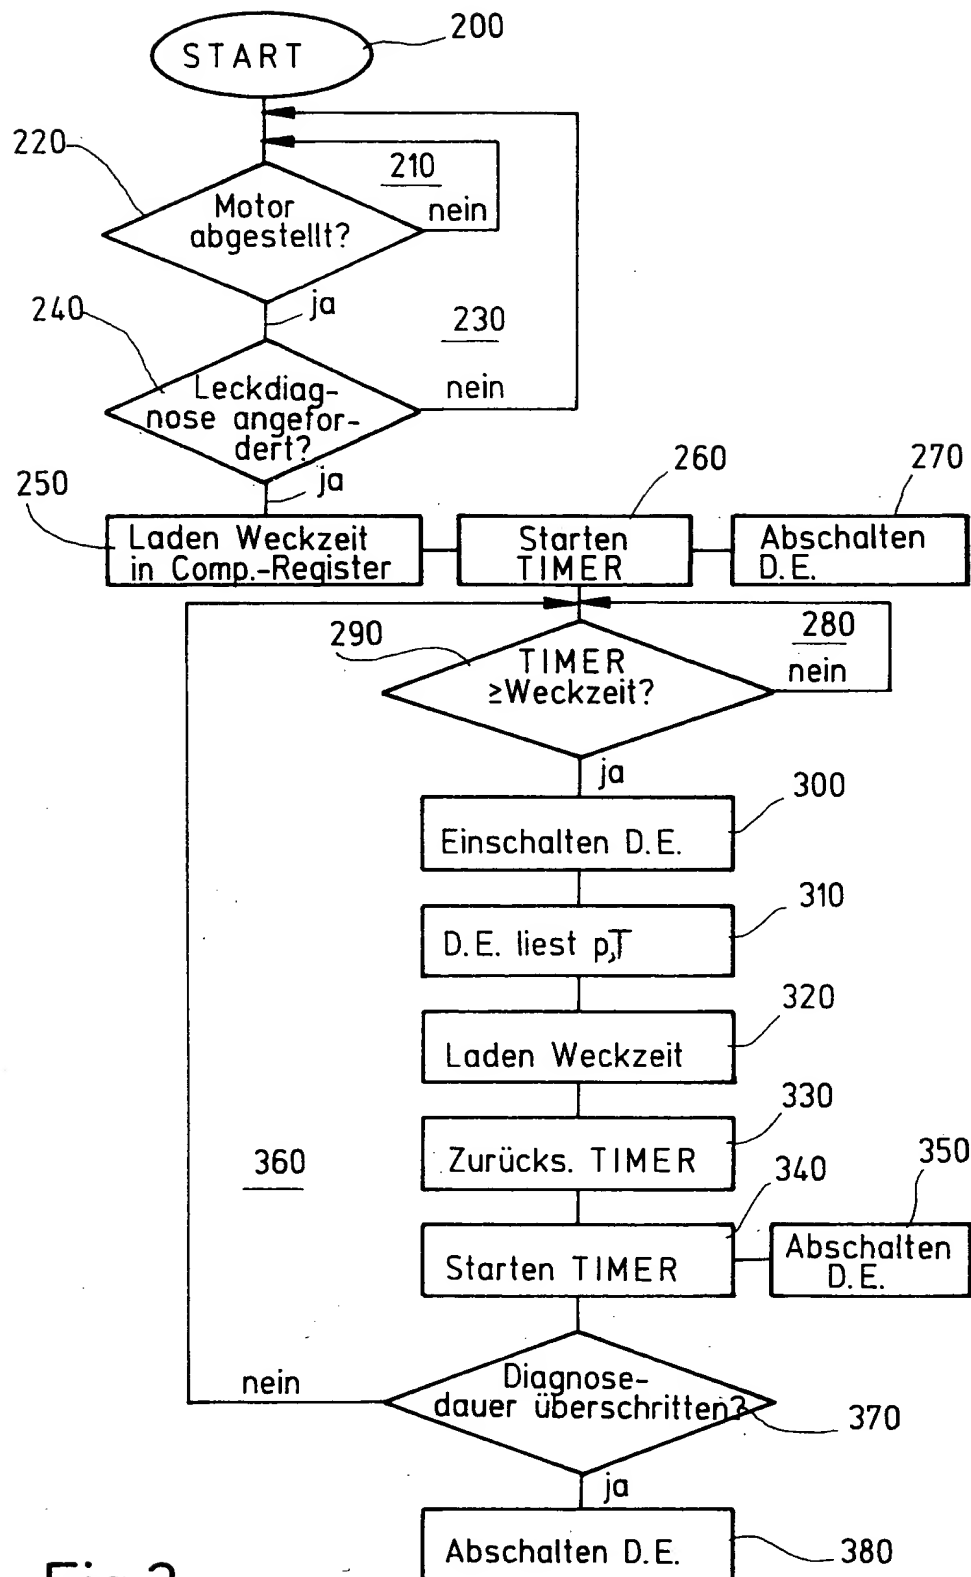 200
START
220
210
Motor
abgestellt?
nein
ja
240
230
Leckdiag-
nose angefor-
dert?
nein
ja
250
260
270
Laden Weckzeit
in Comp.-Register
Starten
TIMER
Abschalten
D.E.
290
280
TIMER
≥Weckzeit?
nein
ja
300
Einschalten D.E.
310
D.E. liest p,T
320
Laden Weckzeit
330
Zurücks. TIMER
360
340
350
Starten TIMER
Abschalten
D.E.
nein
Diagnose-
dauer überschritten?
370
ja
Abschalten D.E.
380